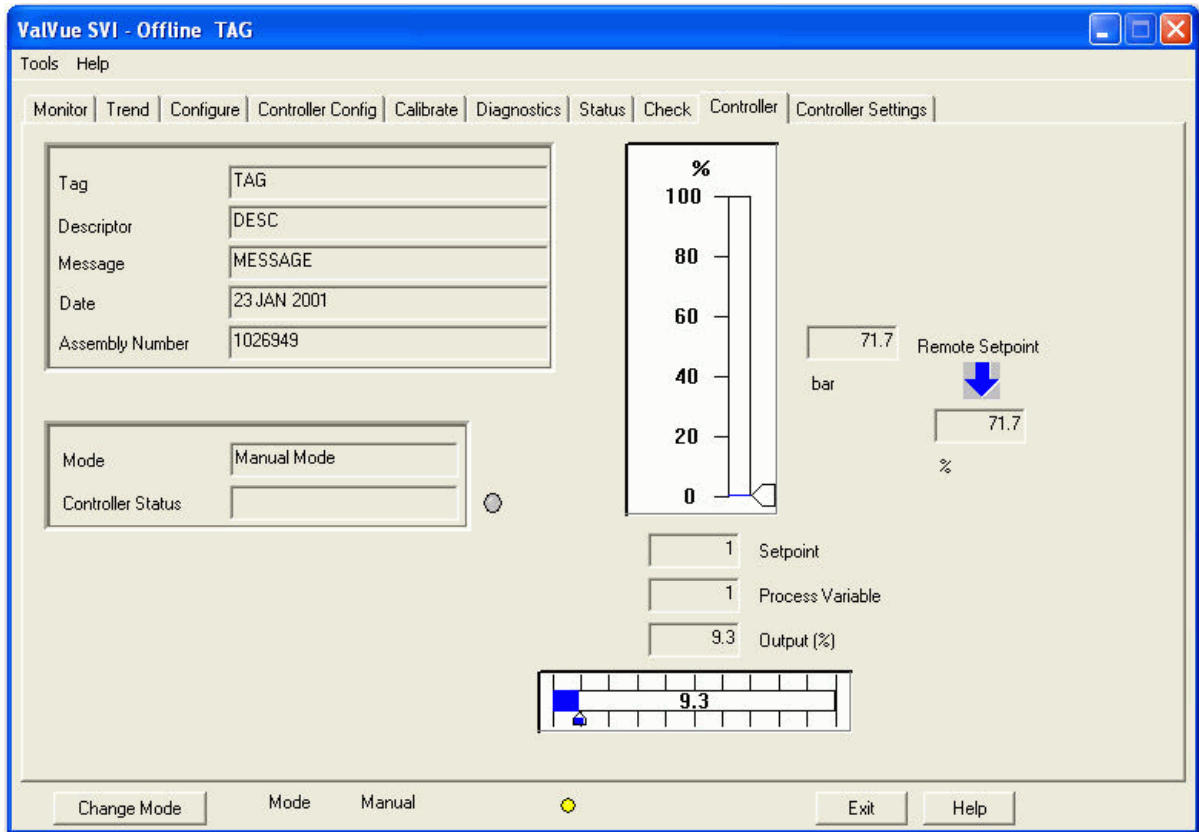 ValVue SVI - Offline TAG
Tools Help
Monitor Trend Configure Controller Config Calibrate Diagnostics Status Check Controller Controller Settings
Tag TAG
Descriptor DESC
Message MESSAGE
Date 23 JAN 2001
Assembly Number 1026949
Mode Manual Mode
Controller Status
%
100
80
60
40
20
0
71.7 Remote Setpoint
bar
71.7
%
1 Setpoint
1 Process Variable
9.3 Output (%)
9.3
Change Mode Mode Manual Exit Help